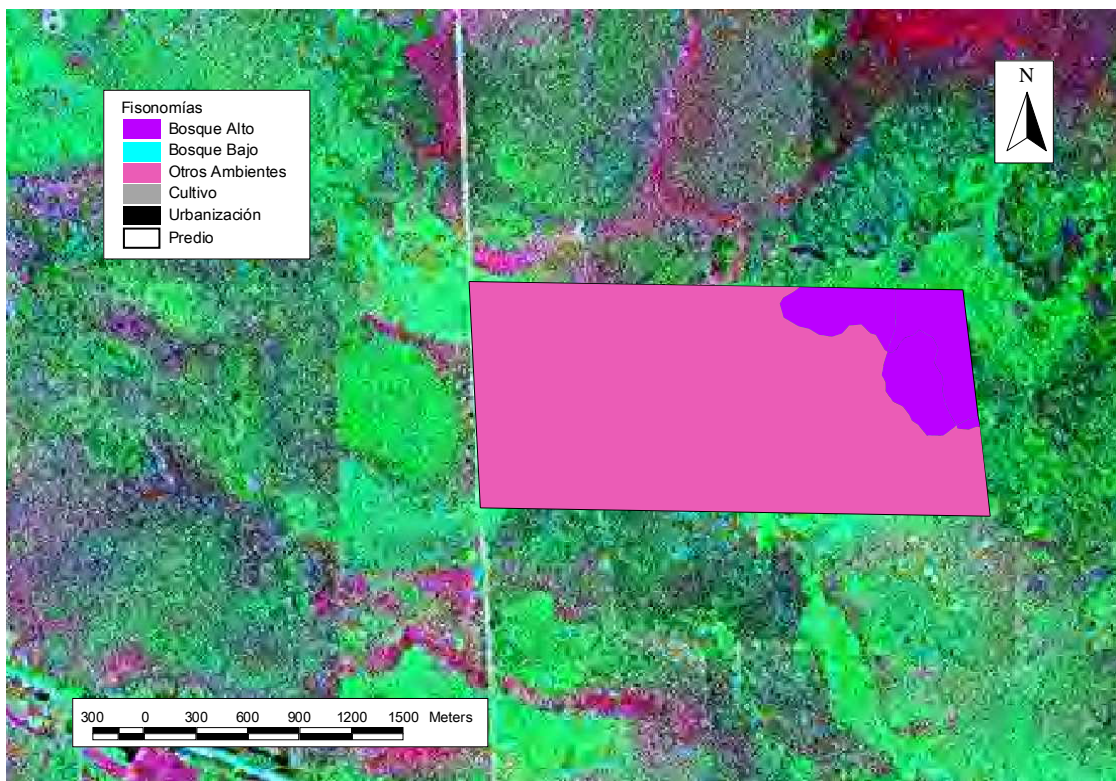 Fisonomías
Bosque Alto
Bosque Bajo
Otros Ambientes
Cultivo
Urbanización
Predio
N
300 0 300 600 900 1200 1500 Meters